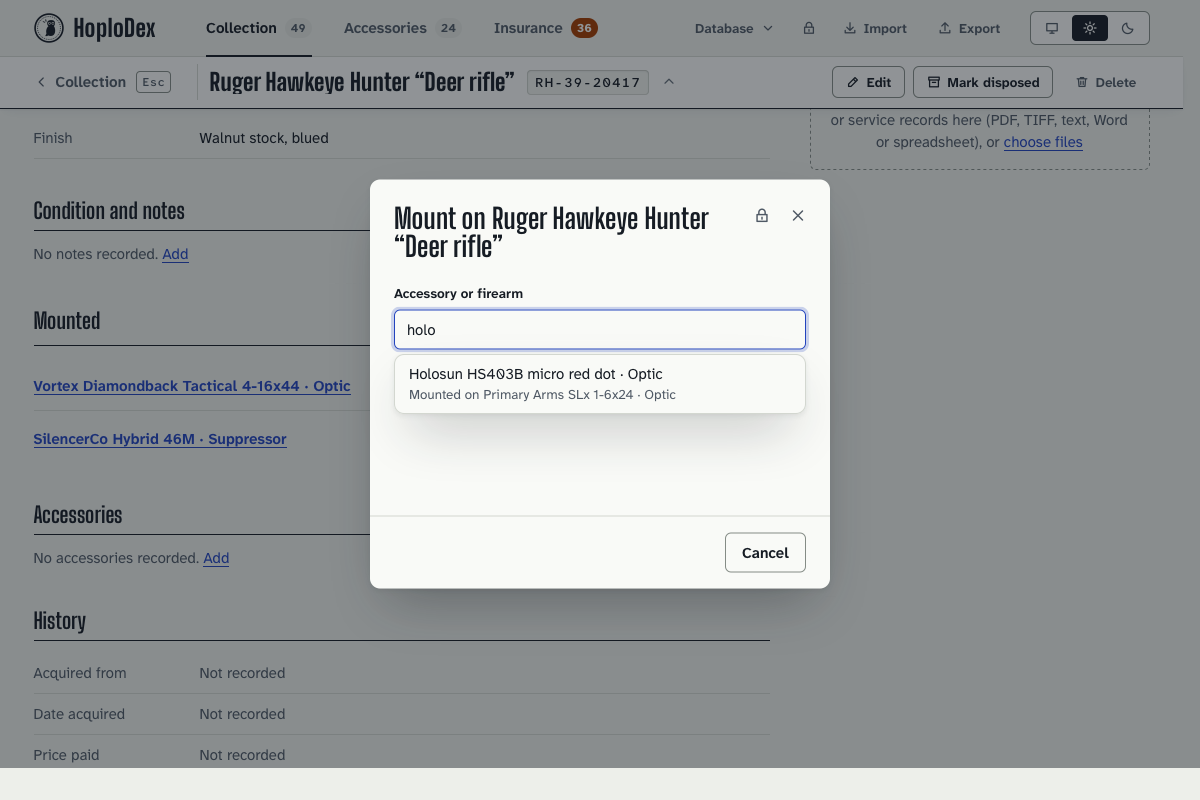 HoploDex
Collection 49
Accessories 24
Insurance 36
Database
Import
Export
Collection Esc
Ruger Hawkeye Hunter “Deer rifle”
RH-39-20417
Edit
Mark disposed
Delete
or service records here (PDF, TIFF, text, Word
or spreadsheet), or choose files
Finish Walnut stock, blued
Condition and notes
No notes recorded. Add
Mounted
Vortex Diamondback Tactical 4-16x44 · Optic
SilencerCo Hybrid 46M · Suppressor
Accessories
No accessories recorded. Add
History
Acquired from Not recorded
Date acquired Not recorded
Price paid Not recorded
Mount on Ruger Hawkeye Hunter
“Deer rifle”
Accessory or firearm
holo
Holosun HS403B micro red dot · Optic
Mounted on Primary Arms SLx 1-6x24 · Optic
Cancel